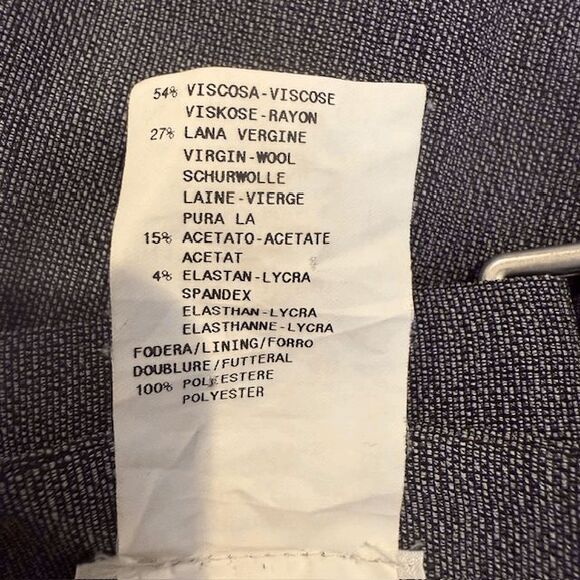 54% VISCOSA-VISCOSE
VISKOSE-RAYON
27% LANA VERGINE
VIRGIN-WOOL
SCHURWOLLE
LAINE-VIERGE
PURA LA
15% ACETATO-ACETATE
ACETAT
4% ELASTAN-LYCRA
SPANDEX
ELASTHAN-LYCRA
ELASTHANNE-LYCRA
FODERA/LINING/FORRO
DOUBLURE/FUTTERAL
100% POLYESTERE
POLYESTER